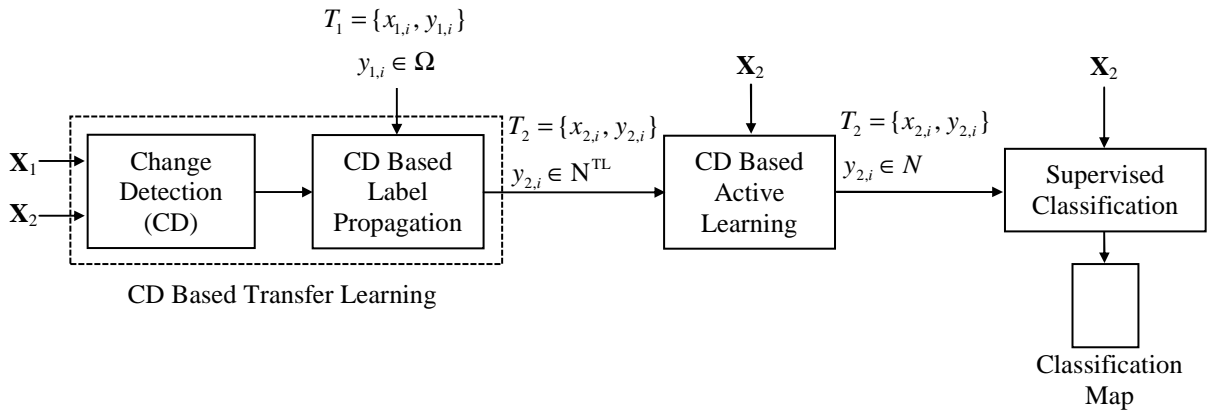 T₁ = {x₁,ᵢ, y₁,ᵢ}
y₁,ᵢ ∈ Ω
X₁
X₂
Change
Detection
(CD)
CD Based
Label
Propagation
CD Based Transfer Learning
T₂ = {x₂,ᵢ, y₂,ᵢ}
y₂,ᵢ ∈ Nᵀᴸ
X₂
CD Based
Active
Learning
T₂ = {x₂,ᵢ, y₂,ᵢ}
y₂,ᵢ ∈ N
X₂
Supervised
Classification
Classification
Map